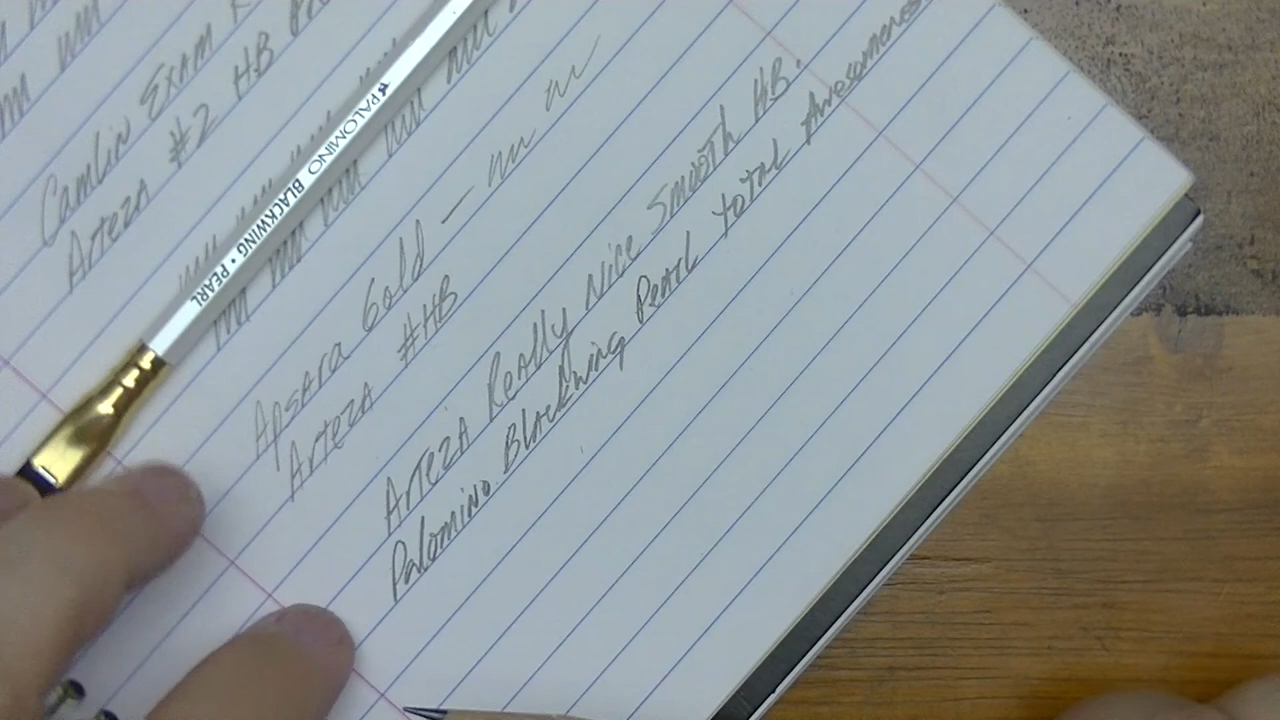 Camlin Exam
Arteza #2 HB
PALOMINO BLACKWING • PEARL
Apsara Gold —
Arteza #HB
Arteza Really Nice Smooth HB.
Palomino Blackwing Pearl total Awesomeness